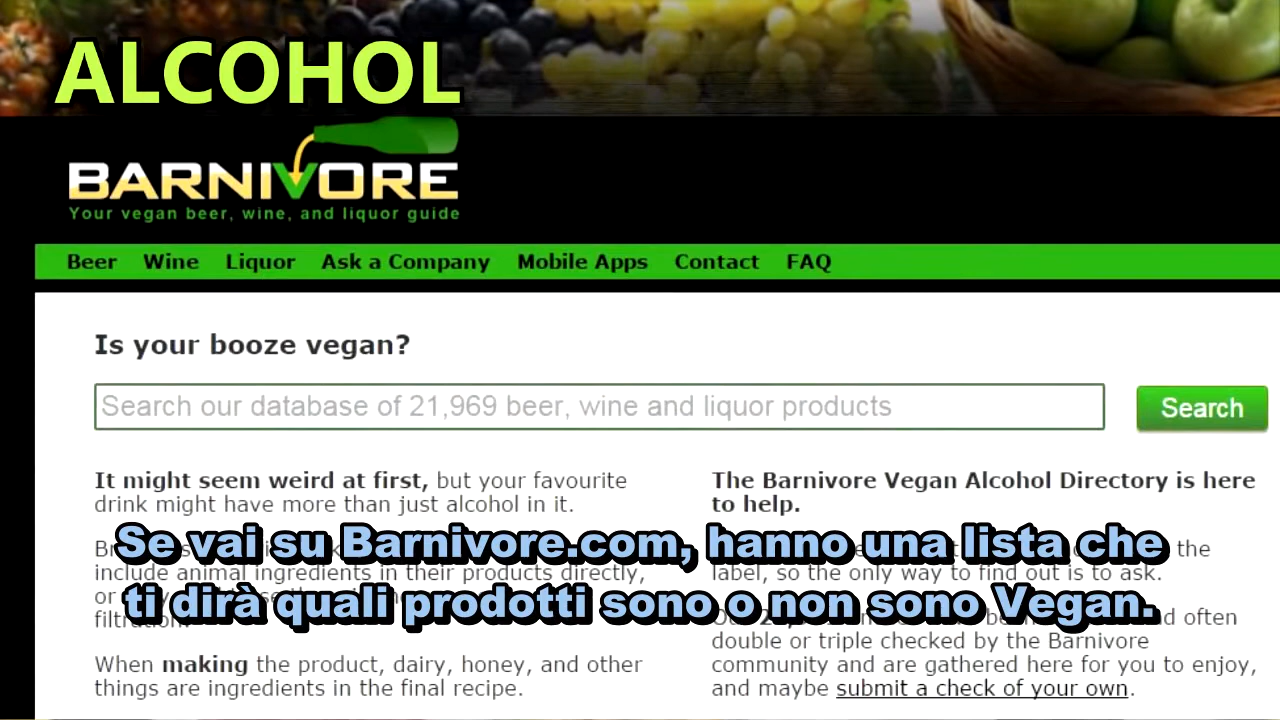 ALCOHOL
BARNIVORE
Your vegan beer, wine, and liquor guide
Beer Wine Liquor Ask a Company Mobile Apps Contact FAQ
Is your booze vegan?
Search our database of 21,969 beer, wine and liquor products
Search
It might seem weird at first, but your favourite
drink might have more than just alcohol in it.
include animal ingredients in their products directly,
or
filtration.
When making the product, dairy, honey, and other
things are ingredients in the final recipe.
The Barnivore Vegan Alcohol Directory is here
to help.
the
label, so the only way to find out is to ask.
often
double or triple checked by the Barnivore
community and are gathered here for you to enjoy,
and maybe submit a check of your own.
Se vai su Barnivore.com, hanno una lista che
ti dirà quali prodotti sono o non sono Vegan.